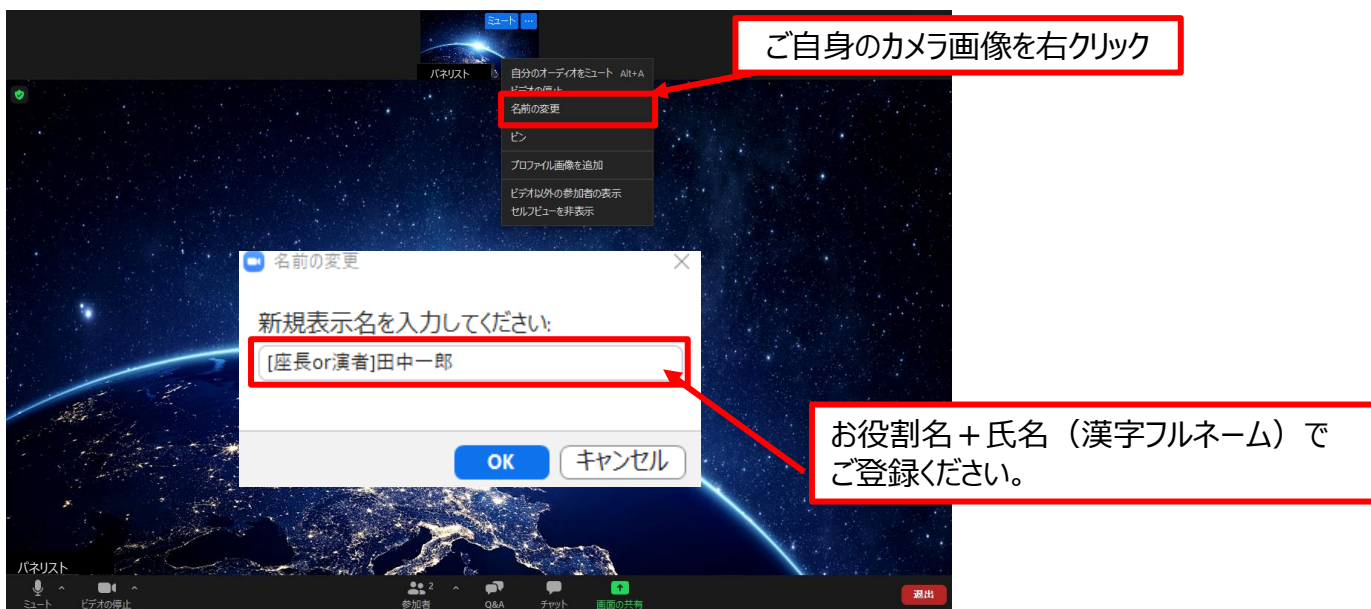 ミュート ...
ご自身のカメラ画像を右クリック
パネリスト
自分のオーディオをミュート Alt+A
ビデオの停止
名前の変更
ピン
プロファイル画像を追加
ビデオ以外の参加者の表示
セルフビューを非表示
名前の変更
新規表示名を入力してください:
[座長or演者]田中一郎
OK キャンセル
お役割名+氏名（漢字フルネーム）で
ご登録ください。
パネリスト
ミュート ビデオの停止 参加者 2 Q&A チャット 画面の共有 退出